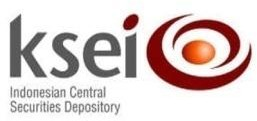 ksei
Indonesian Central
Securities Depository